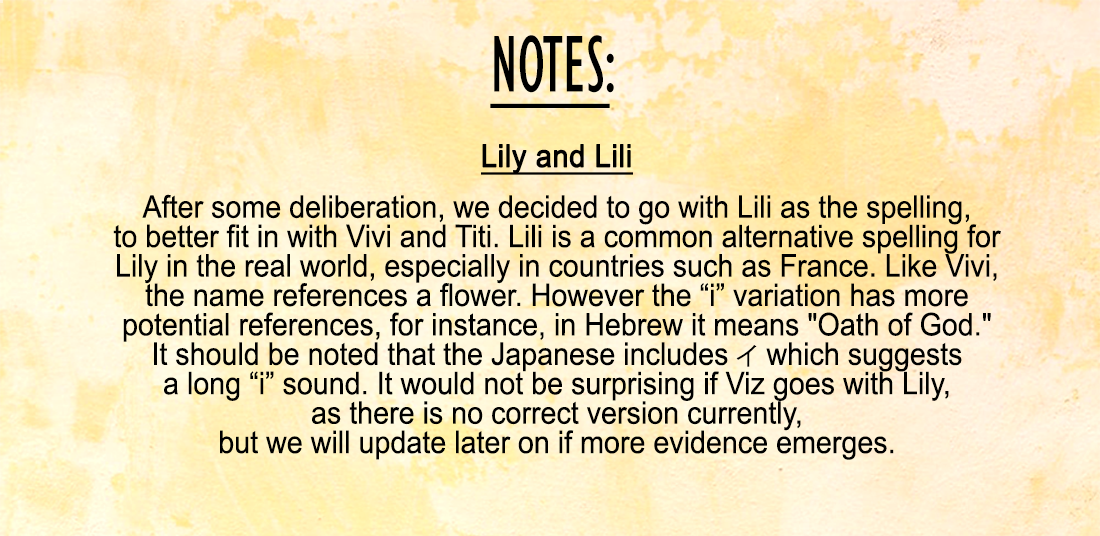 NOTES:
Lily and Lili
After some deliberation, we decided to go with Lili as the spelling,
to better fit in with Vivi and Titi. Lili is a common alternative spelling for
Lily in the real world, especially in countries such as France. Like Vivi,
the name references a flower. However the “i” variation has more
potential references, for instance, in Hebrew it means "Oath of God."
It should be noted that the Japanese includes ィ which suggests
a long “i” sound. It would not be surprising if Viz goes with Lily,
as there is no correct version currently,
but we will update later on if more evidence emerges.